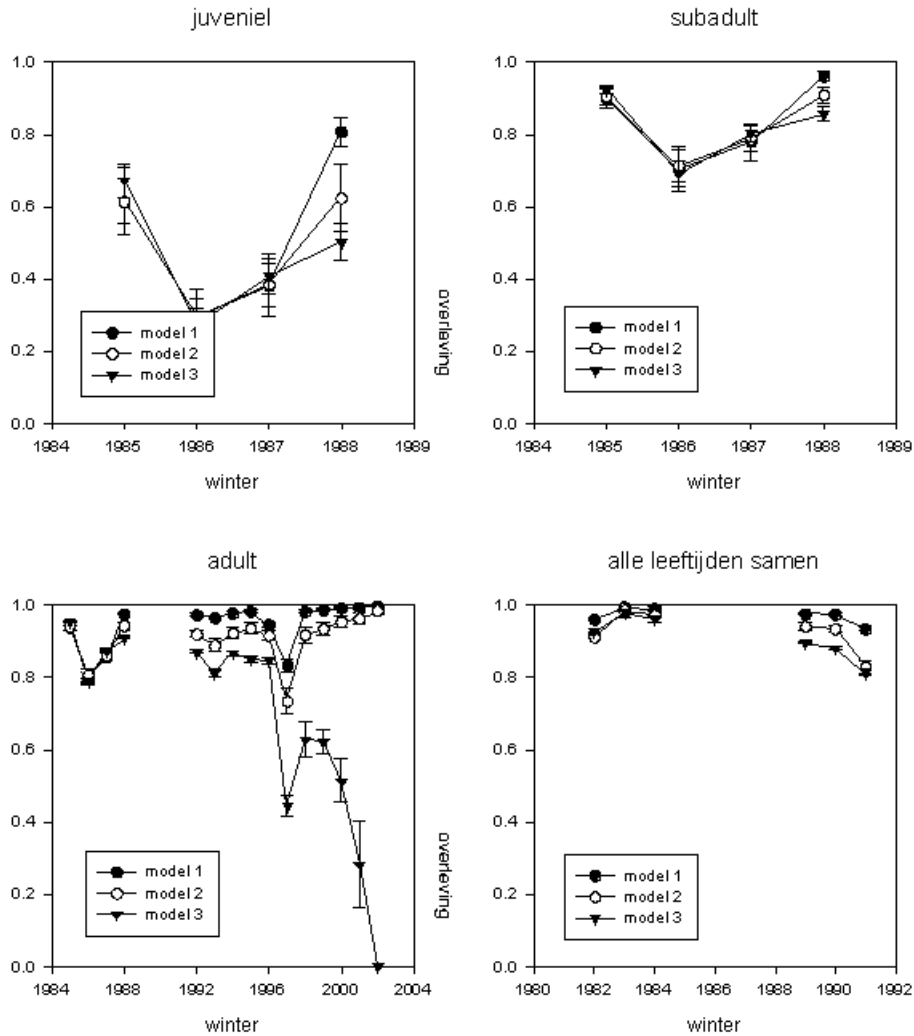 juveniel
1.0
0.8
0.6
0.4
0.2
0.0
model 1
model 2
model 3
1984 1985 1986 1987 1988 1989
winter
subadult
overleving
1.0
0.8
0.6
0.4
0.2
0.0
model 1
model 2
model 3
1984 1985 1986 1987 1988 1989
winter
adult
1.0
0.8
0.6
0.4
0.2
0.0
model 1
model 2
model 3
1984 1988 1992 1996 2000 2004
winter
alle leeftijden samen
overleving
1.0
0.8
0.6
0.4
0.2
0.0
model 1
model 2
model 3
1980 1982 1984 1986 1988 1990 1992
winter